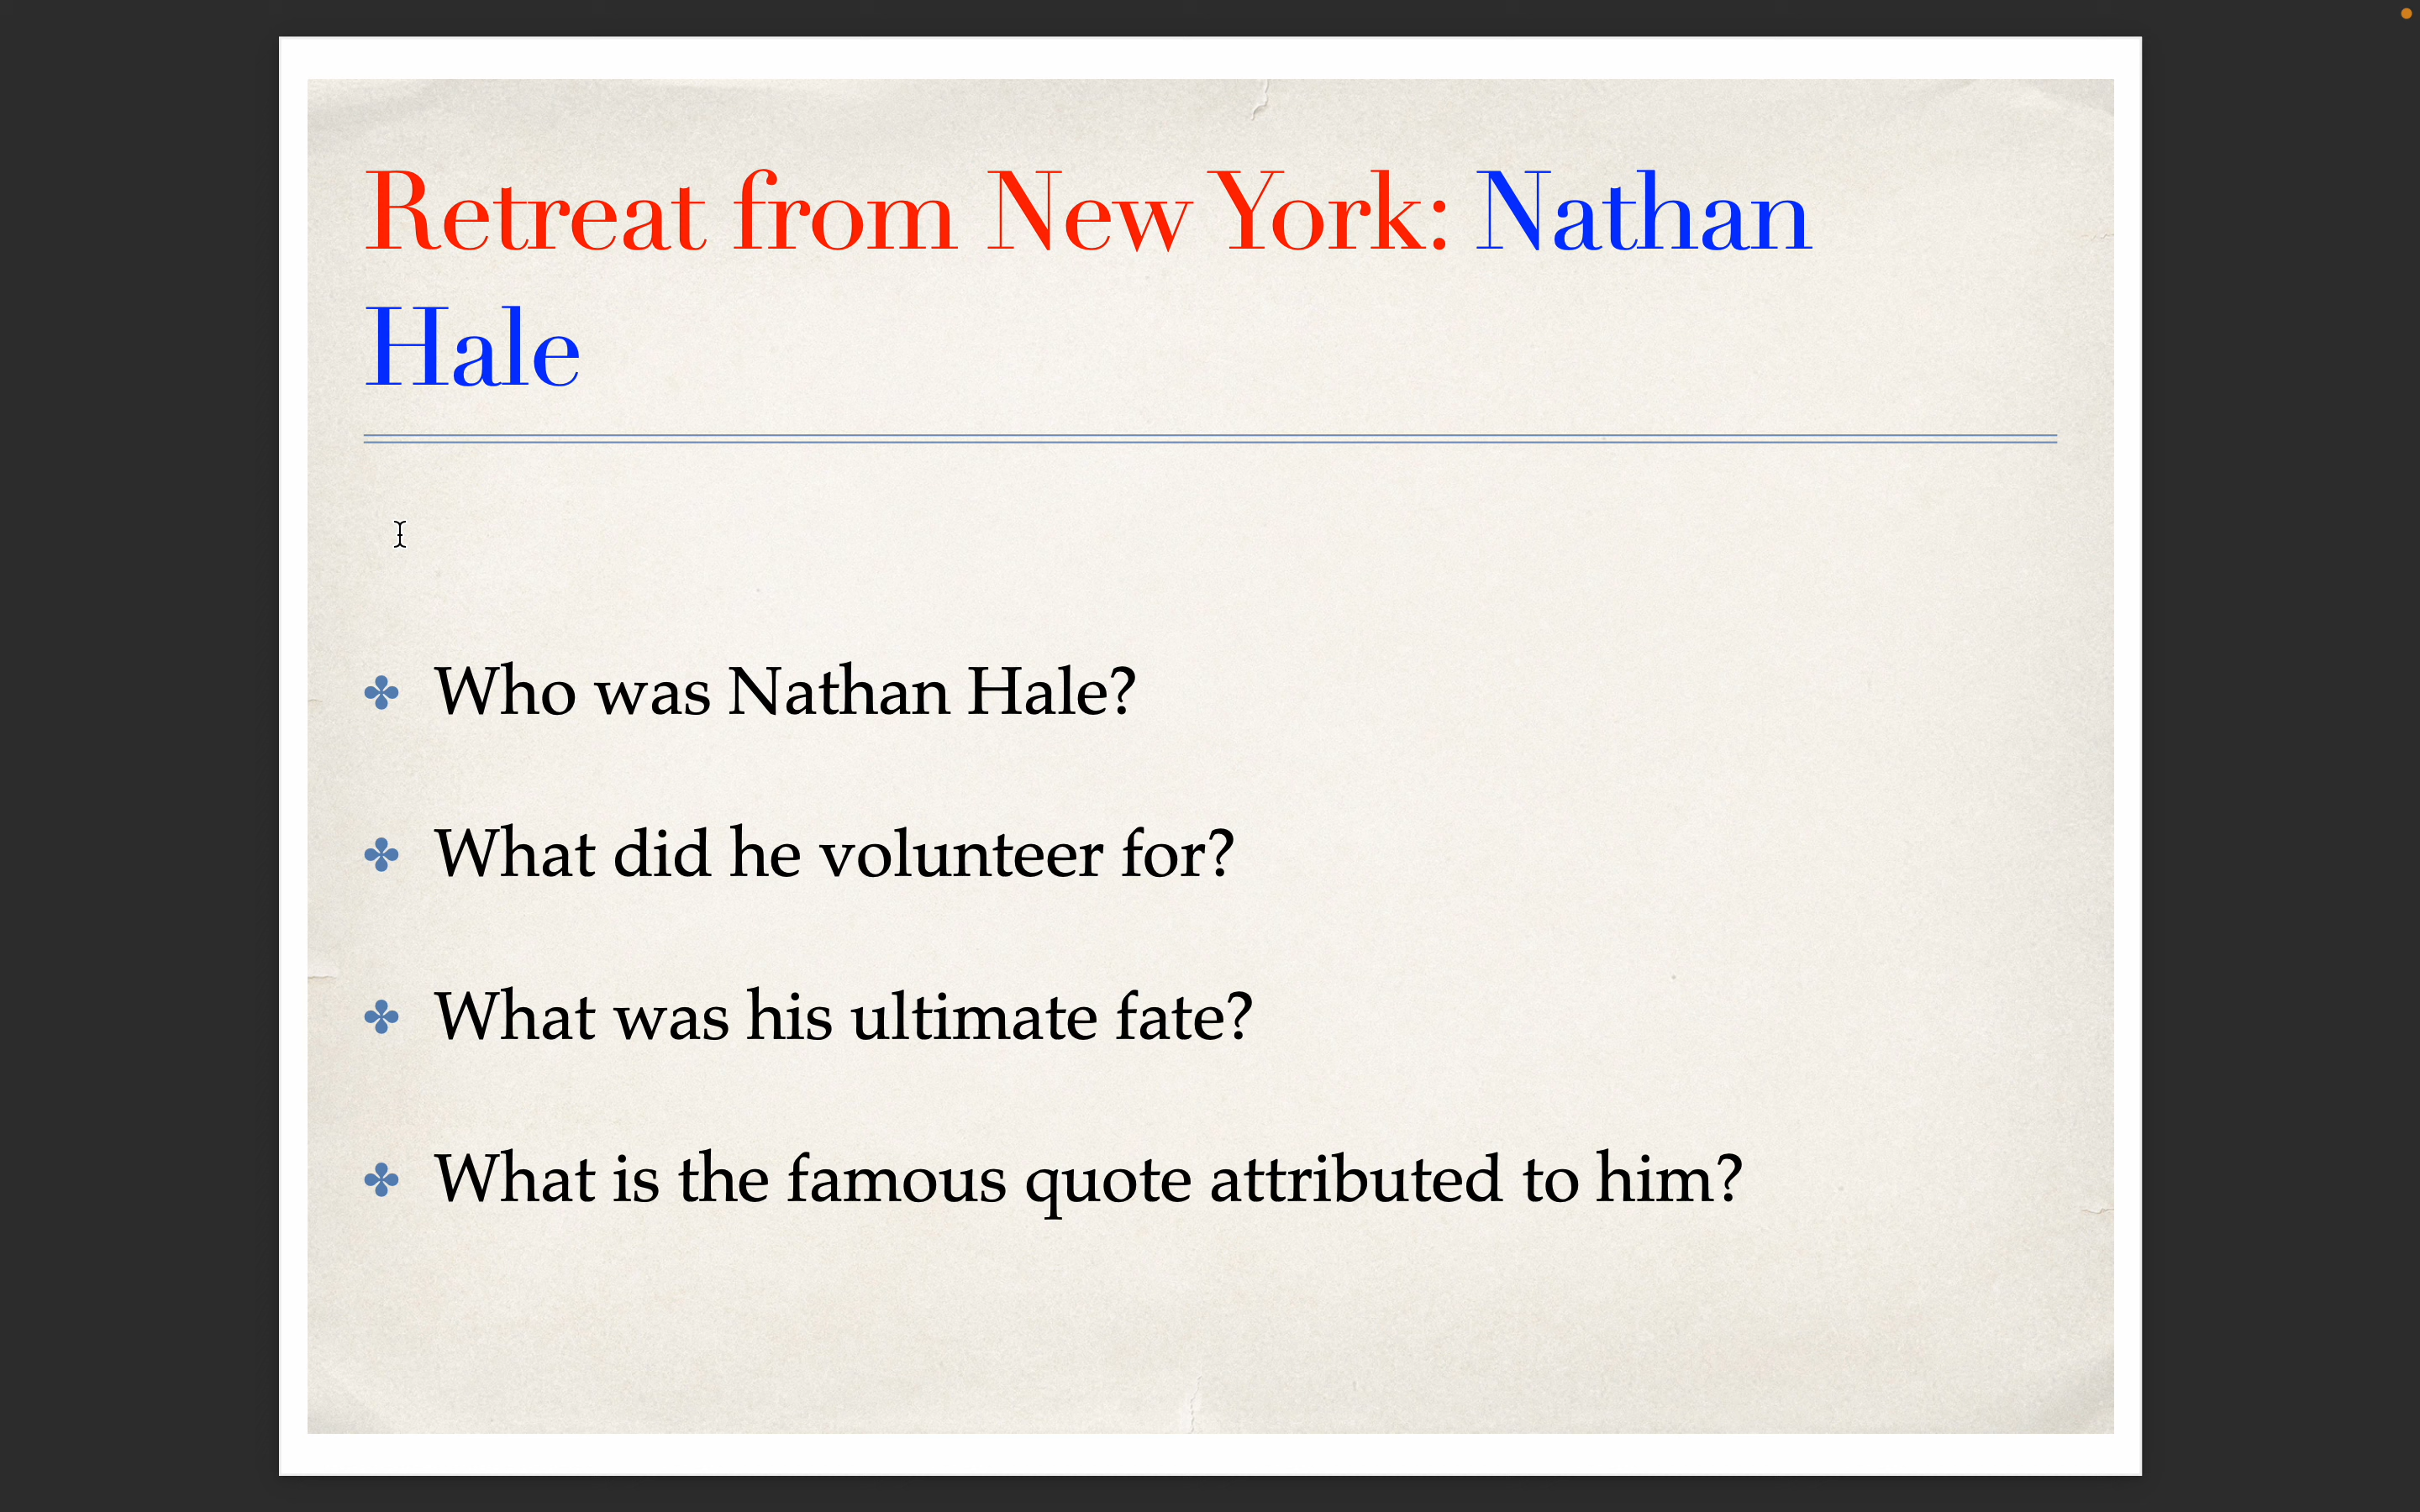 Retreat from New York: Nathan
Hale
Who was Nathan Hale?
What did he volunteer for?
What was his ultimate fate?
What is the famous quote attributed to him?